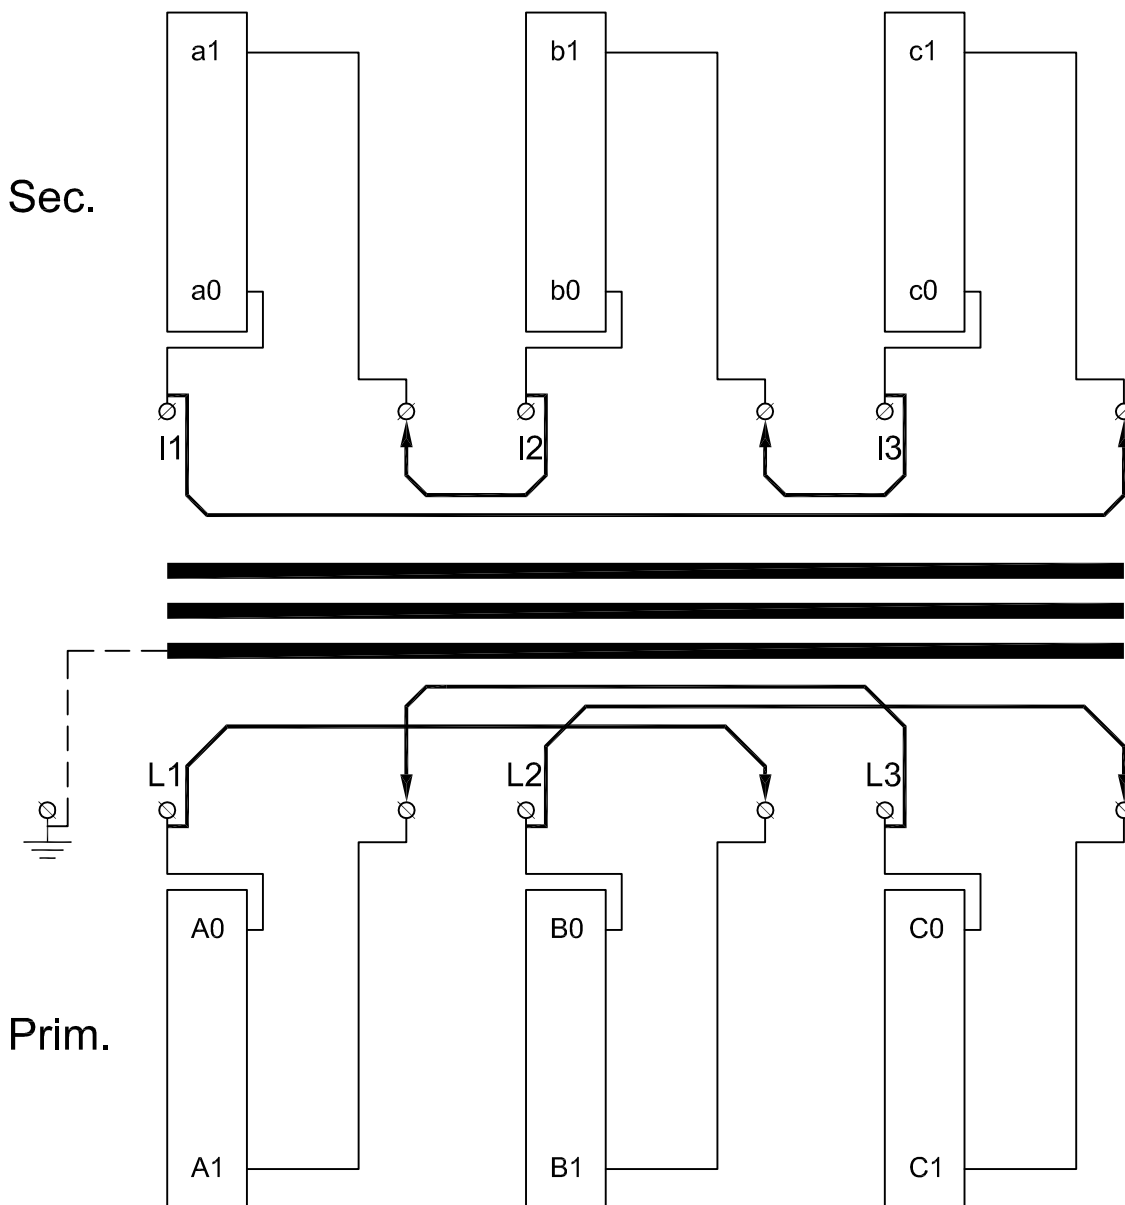 a1 b1 c1
Sec.
a0 b0 c0
I1 I2 I3
L1 L2 L3
A0 B0 C0
Prim.
A1 B1 C1